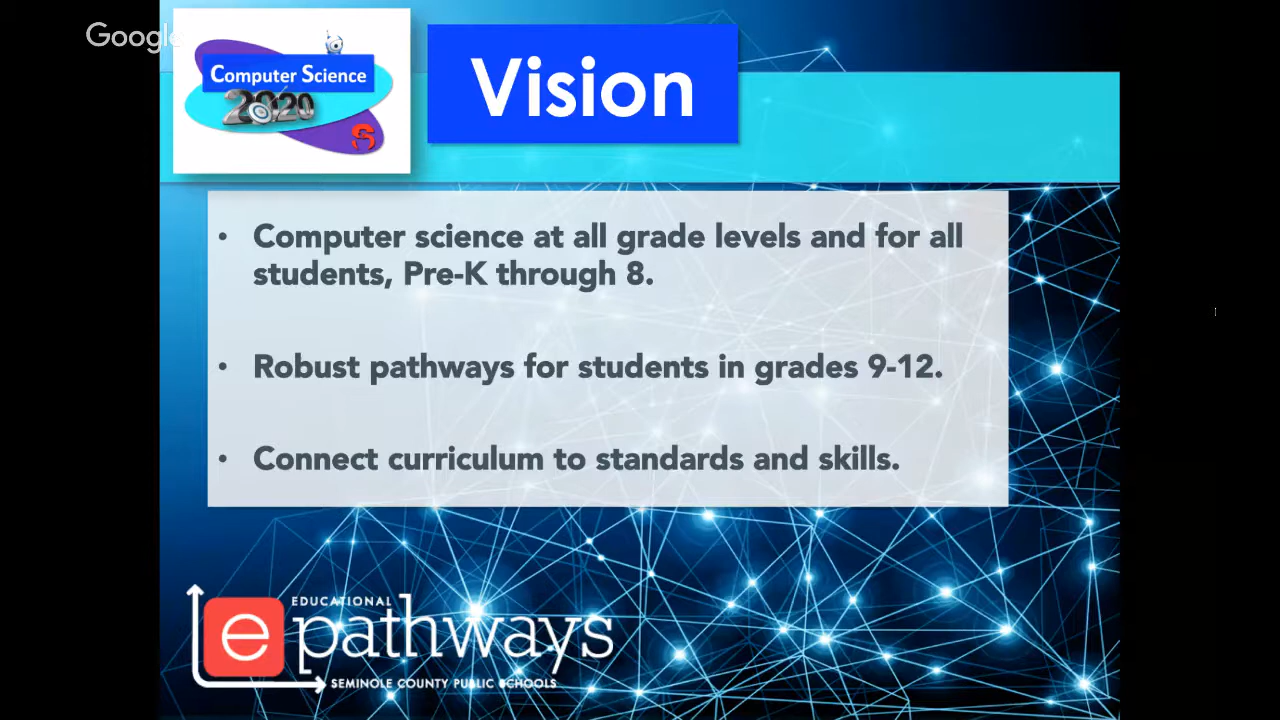 Google
Computer Science
2020
S
Vision
• Computer science at all grade levels and for all
students, Pre-K through 8.
• Robust pathways for students in grades 9-12.
• Connect curriculum to standards and skills.
EDUCATIONAL
e pathways
SEMINOLE COUNTY PUBLIC SCHOOLS